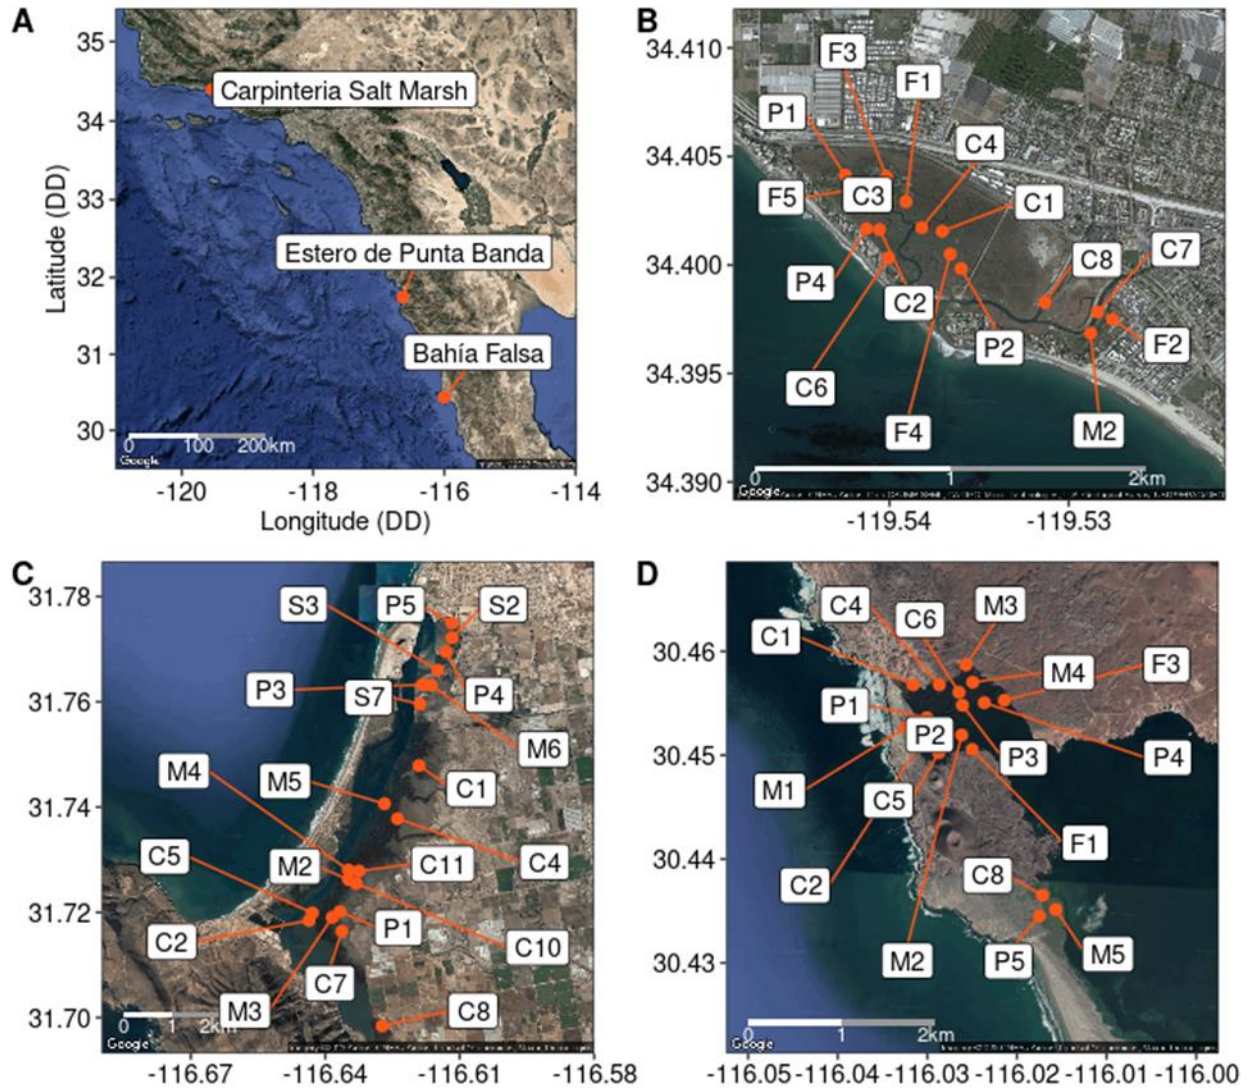 A
35
34
33
32
31
30
Latitude (DD)
Carpinteria Salt Marsh
Estero de Punta Banda
Bahía Falsa
0 100 200km
Google
-120 -118 -116 -114
Longitude (DD)
B
34.410
34.405
34.400
34.395
34.390
F3
F1
P1
C4
F5
C3
C1
C7
C8
P4
C2
P2
F2
C6
F4
M2
1 2km
Google
-119.54 -119.53
C
31.78
31.76
31.74
31.72
31.70
S3
P5
S2
P3
S7
P4
M6
M4
M5
C1
C5
M2
C11
C4
C2
P1
C10
C7
M3
C8
0 1 2km
Google
-116.67 -116.64 -116.61 -116.58
D
30.46
30.45
30.44
30.43
C4
C6
M3
C1
M4
F3
P1
P2
P3
P4
M1
C5
F1
C2
C8
M2
P5
M5
0 1 2km
Google
-116.05 -116.04 -116.03 -116.02 -116.01 -116.00